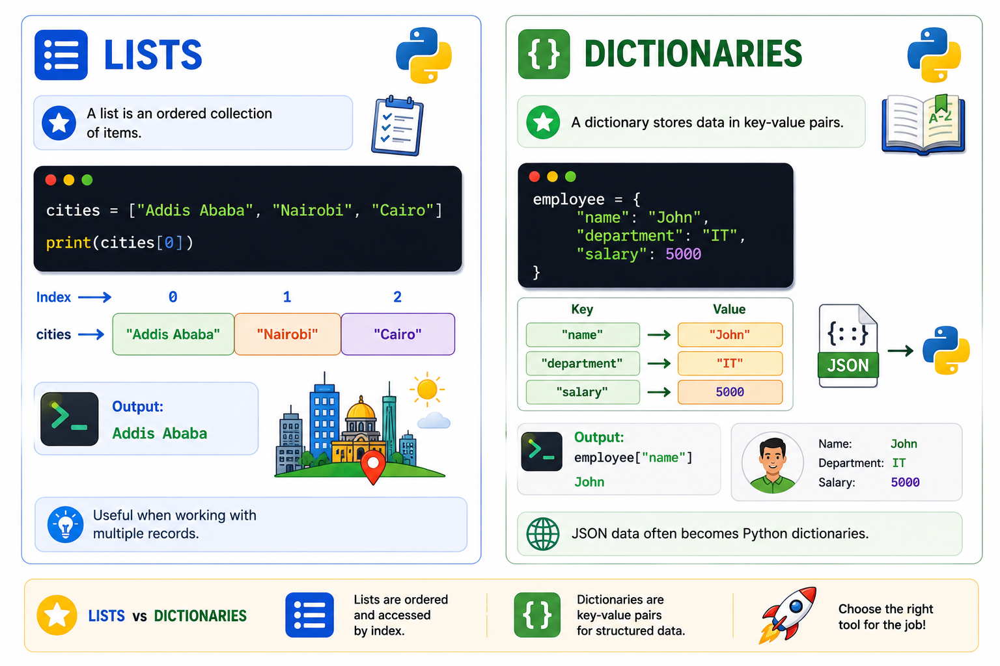 LISTS
A list is an ordered collection
of items.
cities = ["Addis Ababa", "Nairobi", "Cairo"]
print(cities[0])
Index 0 1 2
cities "Addis Ababa" "Nairobi" "Cairo"
Output:
Addis Ababa
Useful when working with
multiple records.
{} DICTIONARIES
A dictionary stores data in key-value pairs.
A-Z
employee = {
"name": "John",
"department": "IT",
"salary": 5000
}
Key Value
"name" "John"
"department" "IT"
"salary" 5000
{::}
JSON
Output:
employee["name"]
John
Name: John
Department: IT
Salary: 5000
JSON data often becomes Python dictionaries.
LISTS vs DICTIONARIES
Lists are ordered
and accessed
by index.
{}
Dictionaries are
key-value pairs
for structured data.
Choose the right
tool for the job!